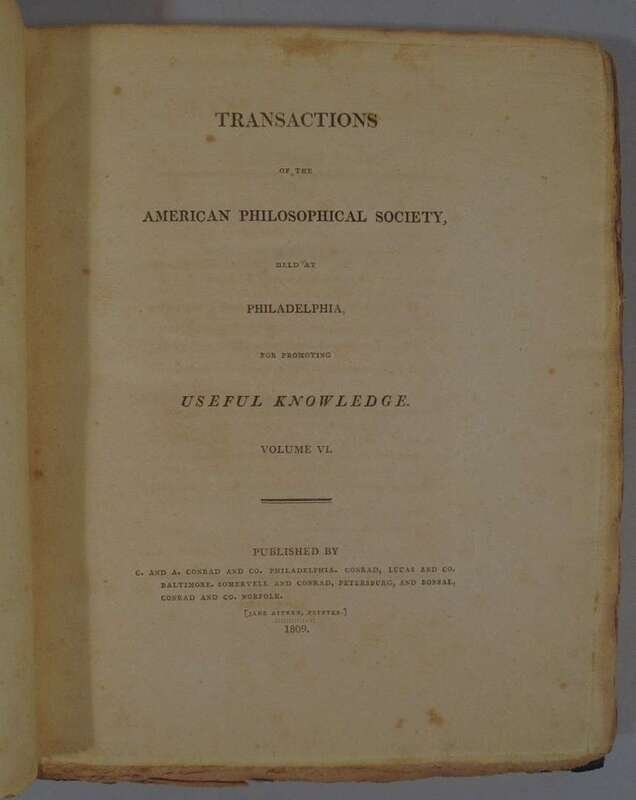 TRANSACTIONS
OF THE
AMERICAN PHILOSOPHICAL SOCIETY,
HELD AT
PHILADELPHIA,
FOR PROMOTING
USEFUL KNOWLEDGE.
VOLUME VI.
PUBLISHED BY
C. AND A. CONRAD AND CO. PHILADELPHIA. CONRAD, LUCAS AND CO.
BALTIMORE. SOMERVELL AND CONRAD, PETERSBURG, AND BONSAL,
CONRAD AND CO. NORFOLK.
[JANE AITKEN, PRINTER.]
1809.